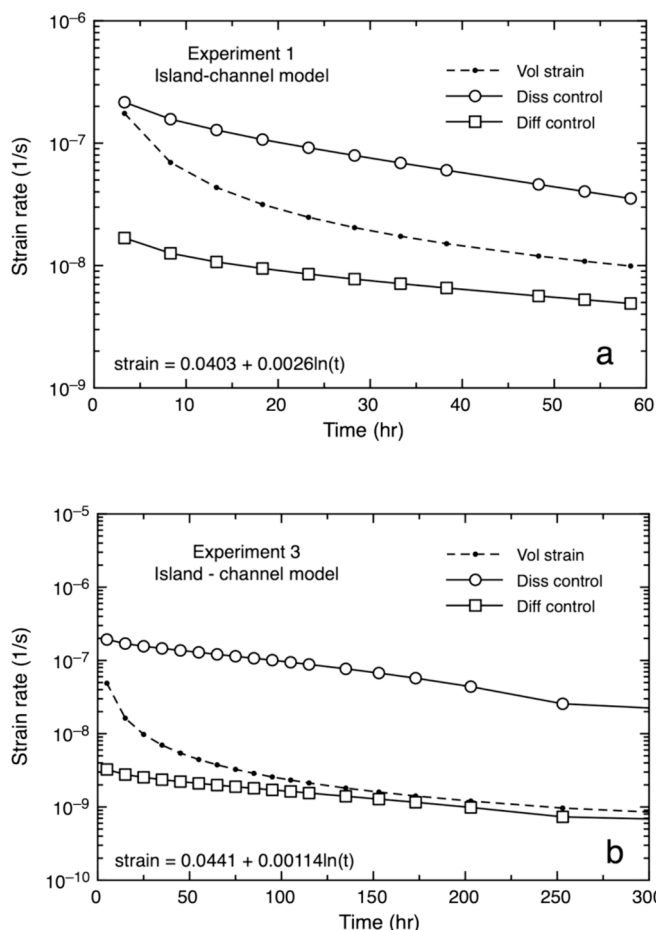 10⁻⁶
Experiment 1
Island-channel model
Vol strain
Diss control
Diff control
10⁻⁷
Strain rate (1/s)
10⁻⁸
strain = 0.0403 + 0.0026ln(t)
a
10⁻⁹
0 10 20 30 40 50 60
Time (hr)
10⁻⁵
Experiment 3
Island - channel model
Vol strain
Diss control
Diff control
10⁻⁶
10⁻⁷
Strain rate (1/s)
10⁻⁸
10⁻⁹
strain = 0.0441 + 0.00114ln(t)
b
10⁻¹⁰
0 50 100 150 200 250 300
Time (hr)